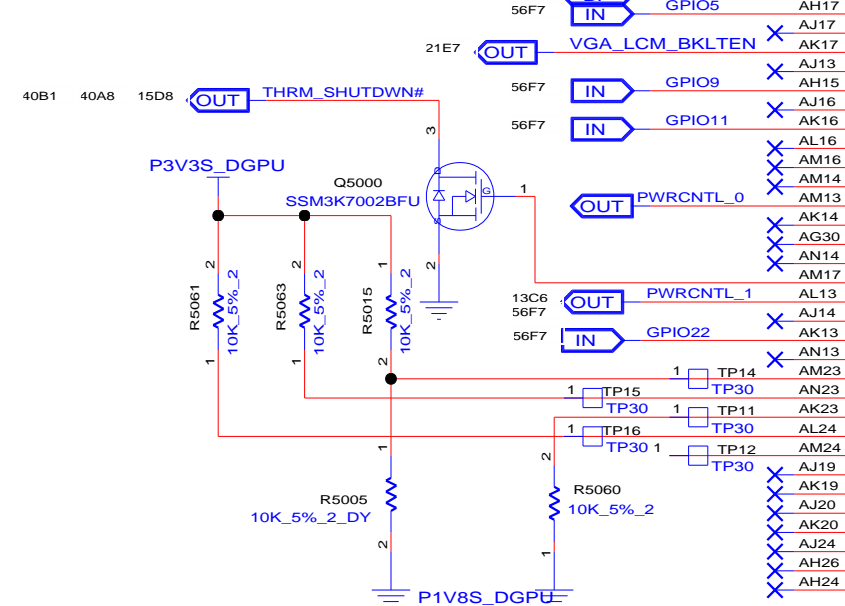 56F7 IN GPIO5 AH17
AJ17
21E7 OUT VGA_LCM_BKLTEN AK17
AJ13
40B1 40A8 15D8 OUT THRM_SHUTDWN#
56F7 IN GPIO9 AH15
AJ16
3
56F7 IN GPIO11 AK16
AL16
P3V3S_DGPU
AM16
D
Q5000
AM14
SSM3K7002BFU
G 1
OUT PWRCNTL_0 AM13
S
AK14
AG30
2 2 1 2
AN14
AM17
R5061 10K_5%_2
R5063 10K_5%_2
R5015 10K_5%_2
13C6 OUT PWRCNTL_1 AL13
56F7
AJ14
56F7 IN GPIO22 AK13
1 1 2
AN13
1 TP14 AM23
TP30
1 TP15 AN23
TP30
1 TP11 AK23
TP30
1 TP16 AL24
TP30
1 TP12 AM24
TP30
1 2
AJ19
AK19
R5005
10K_5%_2_DY
R5060
10K_5%_2
AJ20
AK20
2 1
AJ24
AH26
AH24
P1V8S_DGPU